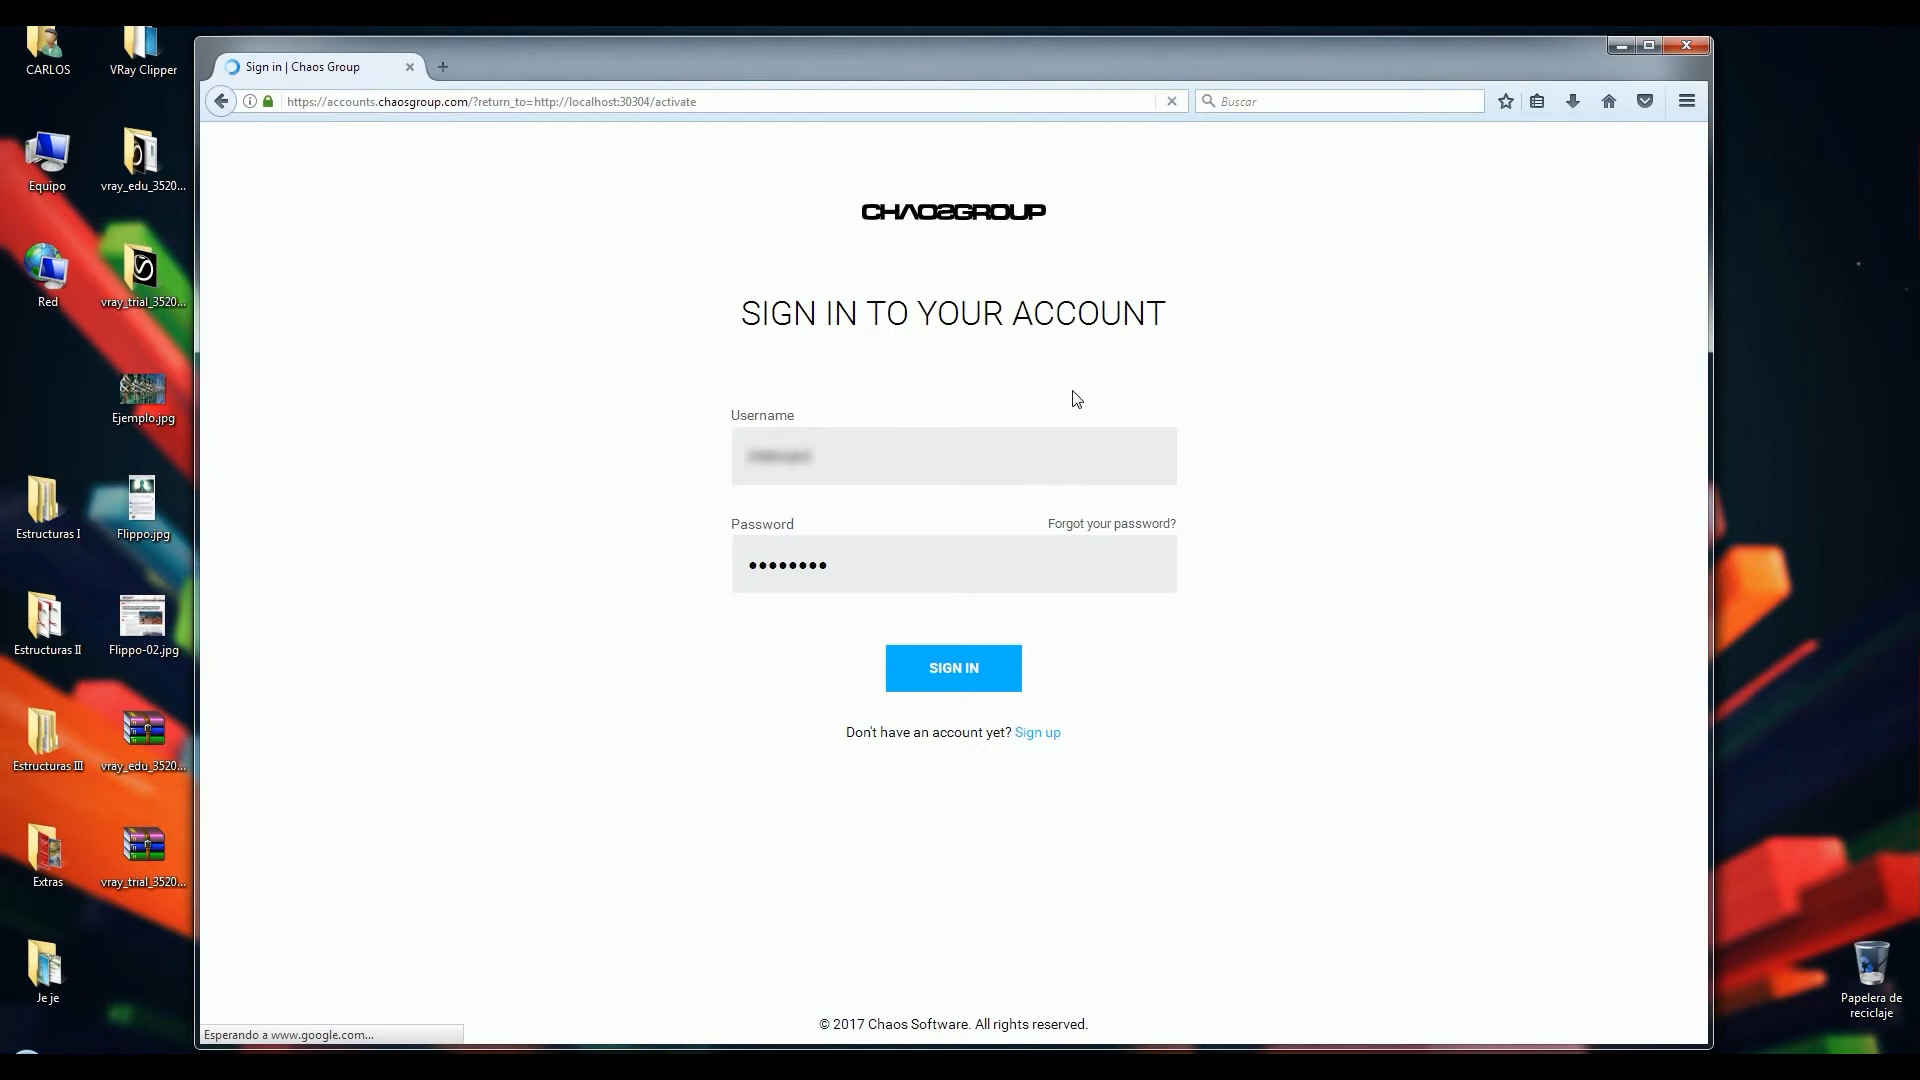 CARLOS
VRay Clipper
Equipo
vray_edu_3520...
Red
vray_trial_3520...
Ejemplo.jpg
Estructuras I
Flippo.jpg
Estructuras II
Flippo-02.jpg
Estructuras III
vray_edu_3520...
Extras
vray_trial_3520...
Je je
Sign in | Chaos Group
https://accounts.chaosgroup.com/?return_to=http://localhost:30304/activate
Buscar
CHAOSGROUP
SIGN IN TO YOUR ACCOUNT
Username
Password
Forgot your password?
SIGN IN
Don't have an account yet? Sign up
© 2017 Chaos Software. All rights reserved.
Esperando a www.google.com...
Papelera de
reciclaje